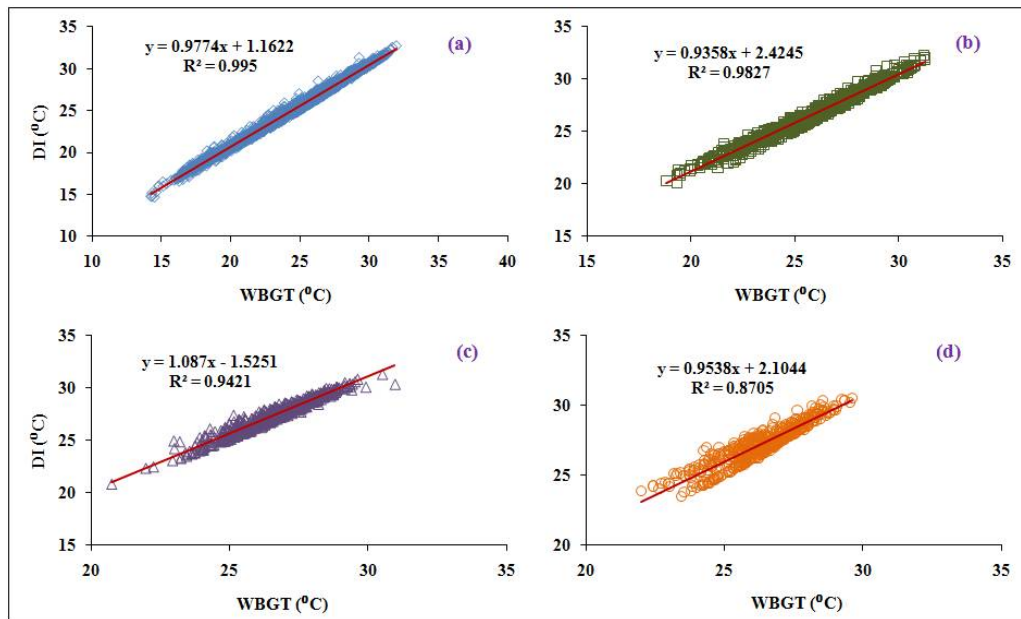 35
30
25
20
15
10
DI (⁰C)
y = 0.9774x + 1.1622
R² = 0.995
(a)
10 15 20 25 30 35 40
WBGT (⁰C)
35
30
25
20
15
y = 0.9358x + 2.4245
R² = 0.9827
(b)
15 20 25 30 35
WBGT (⁰C)
35
30
25
20
15
DI (⁰C)
y = 1.087x - 1.5251
R² = 0.9421
(c)
20 25 30 35
WBGT (⁰C)
35
30
25
20
y = 0.9538x + 2.1044
R² = 0.8705
(d)
20 25 30 35
WBGT (⁰C)